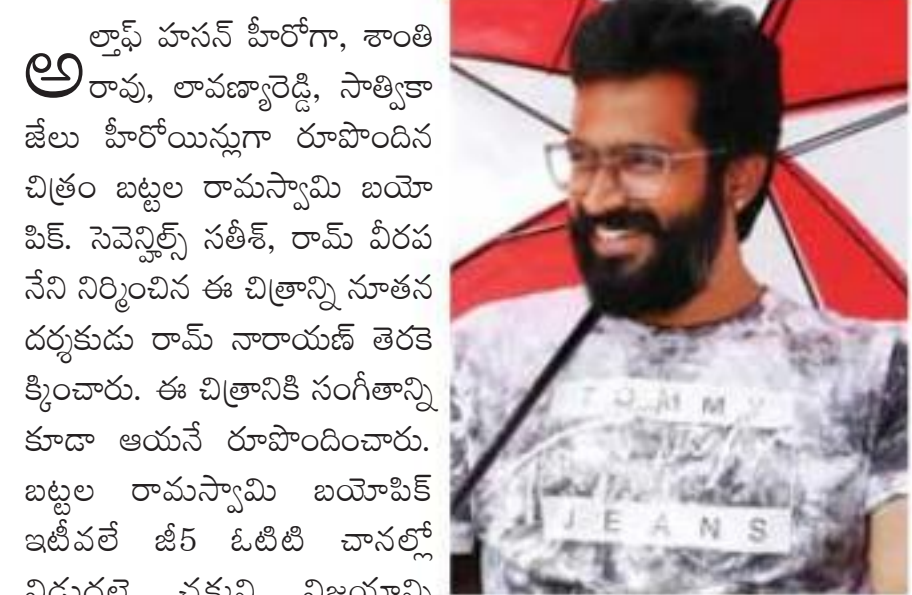 అల్తాఫ్ హసన్ హీరోగా, శాంతి
రావు, లావణ్యారెడ్డి, సాత్వికా
జేలు హీరోయిన్లుగా రూపొందిన
చిత్రం బట్టల రామస్వామి బయో
పిక్. సెవెన్హిల్స్ సతీశ్, రామ్ వీరప
నేని నిర్మించిన ఈ చిత్రాన్ని నూతన
దర్శకుడు రామ్ నారాయణ్ తెరకె
క్కించారు. ఈ చిత్రానికి సంగీతాన్ని
కూడా ఆయనే రూపొందించారు.
బట్టల రామస్వామి బయోపిక్
ఇటీవలే జీ5 ఓటిటి చానల్లో
TOMMY
JEANS